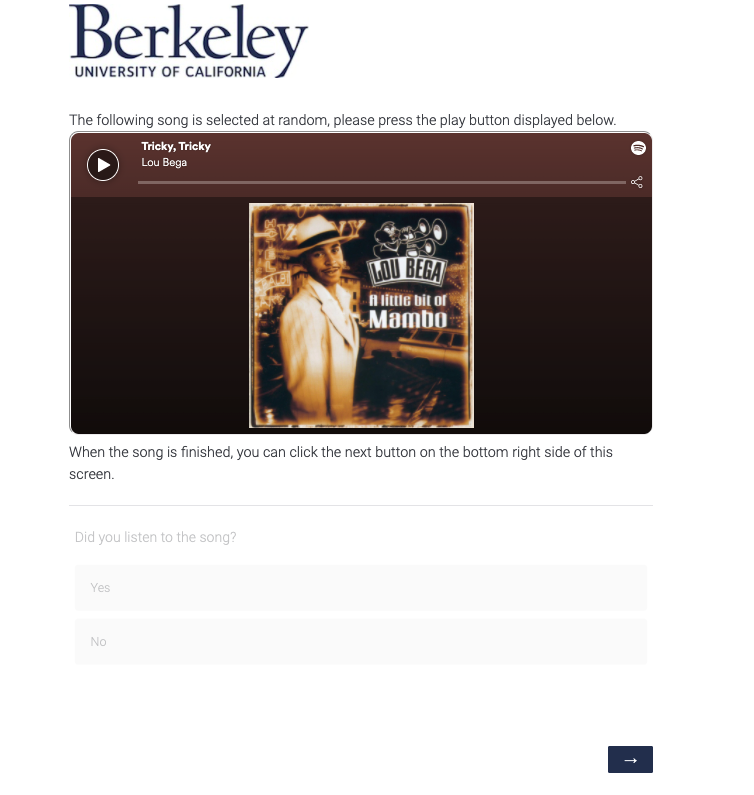 Berkeley
UNIVERSITY OF CALIFORNIA
The following song is selected at random, please press the play button displayed below.
Tricky, Tricky
Lou Bega
LOU BEGA
A little bit of
Mambo
When the song is finished, you can click the next button on the bottom right side of this
screen.
Did you listen to the song?
Yes
No
→